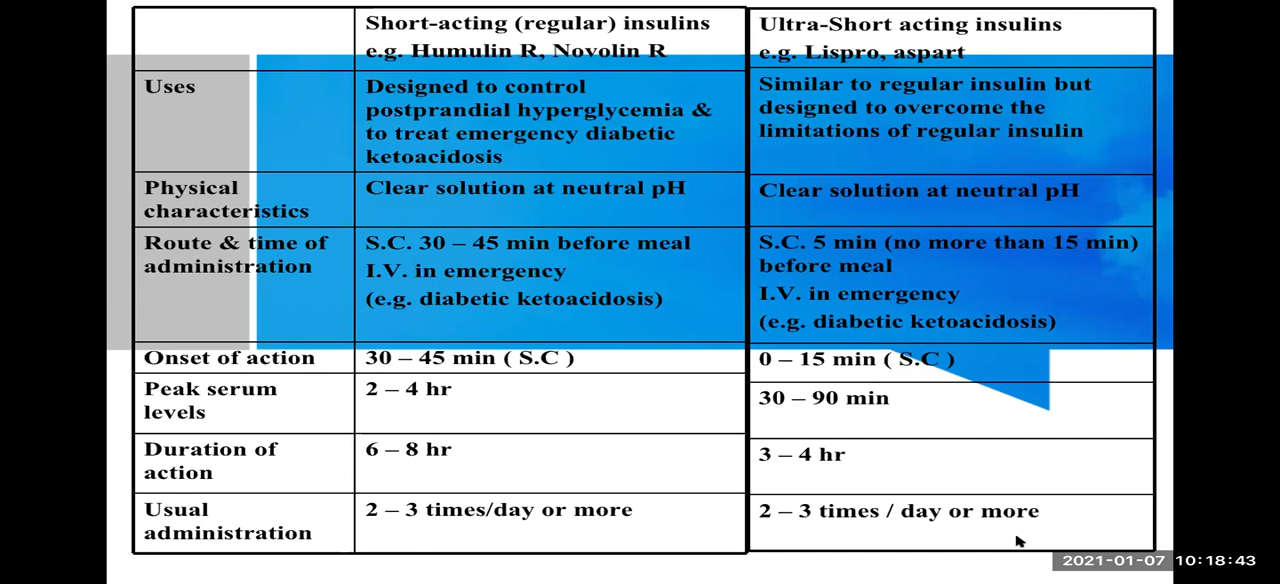 Short-acting (regular) insulins
e.g. Humulin R, Novolin R
Ultra-Short acting insulins
e.g. Lispro, aspart
Uses
Designed to control
postprandial hyperglycemia &
to treat emergency diabetic
ketoacidosis
Similar to regular insulin but
designed to overcome the
limitations of regular insulin
Physical
characteristics
Clear solution at neutral pH
Clear solution at neutral pH
Route & time of
administration
S.C. 30 – 45 min before meal
I.V. in emergency
(e.g. diabetic ketoacidosis)
S.C. 5 min (no more than 15 min)
before meal
I.V. in emergency
(e.g. diabetic ketoacidosis)
Onset of action
30 – 45 min ( S.C )
0 – 15 min ( S.C )
Peak serum
levels
2 – 4 hr
30 – 90 min
Duration of
action
6 – 8 hr
3 – 4 hr
Usual
administration
2 – 3 times/day or more
2 – 3 times / day or more
2021-01-07 10:18:43